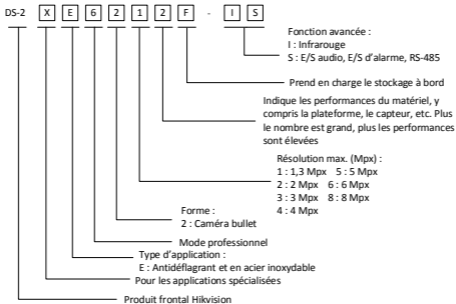 DS-2 X E 6 2 1 2 F - I S
Fonction avancée :
I : Infrarouge
S : E/S audio, E/S d'alarme, RS-485
Prend en charge le stockage à bord
Indique les performances du matériel, y
compris la plateforme, le capteur, etc. Plus
le nombre est grand, plus les performances
sont élevées
Résolution max. (Mpx) :
1 : 1,3 Mpx 5 : 5 Mpx
2 : 2 Mpx 6 : 6 Mpx
3 : 3 Mpx 8 : 8 Mpx
4 : 4 Mpx
Forme :
2 : Caméra bullet
Mode professionnel
Type d'application :
E : Antidéflagrant et en acier inoxydable
Pour les applications spécialisées
Produit frontal Hikvision